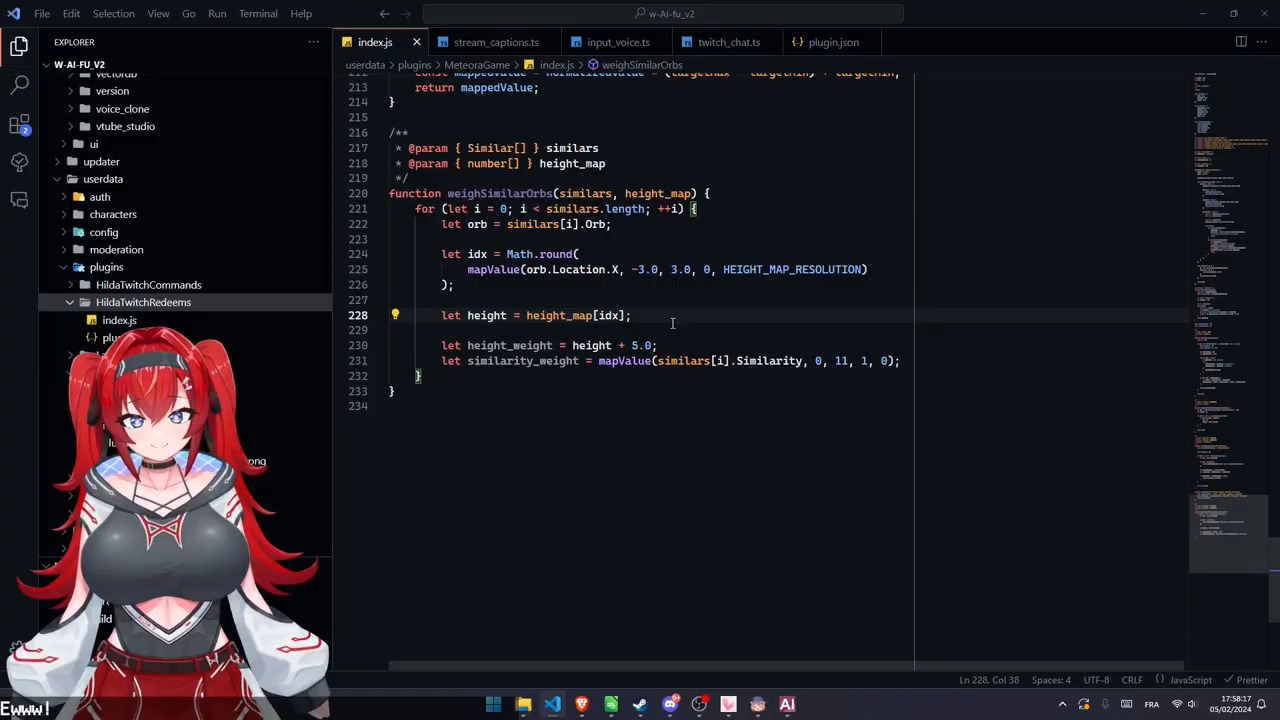 File Edit Selection View Go Run Terminal Help
w-AI-fu_v2
EXPLORER
index.js
stream_captions.ts
input_voice.ts
twitch_chat.ts
plugin.json
W-AI-FU_V2
userdata > plugins > MeteoraGame > index.js > weighSimilarOrbs
version
voice_clone
vtube_studio
ui
updater
userdata
auth
characters
config
moderation
plugins
HildaTwitchCommands
HildaTwitchRedeems
index.js
213 return mappedValue;
214 }
215
216 /**
217 * @param { Similar[] } similars
218 * @param { number[] } height_map
219 */
220 function weighSimilarOrbs(similars, height_map) {
221 for (let i = 0; i < similars.length; ++i) {
222 let orb = similars[i].Orb;
223
224 let idx = Math.round(
225 mapValue(orb.Location.X, -3.0, 3.0, 0, HEIGHT_MAP_RESOLUTION)
226 );
227
228 let height = height_map[idx];
229
230 let height_weight = height + 5.0;
231 let similarity_weight = mapValue(similars[i].Similarity, 0, 11, 1, 0);
232 }
233 }
234
Ln 228, Col 38 Spaces: 4 UTF-8 CRLF {} JavaScript Prettier
Ewww!
AI
FRA
17:58:17
05/02/2024